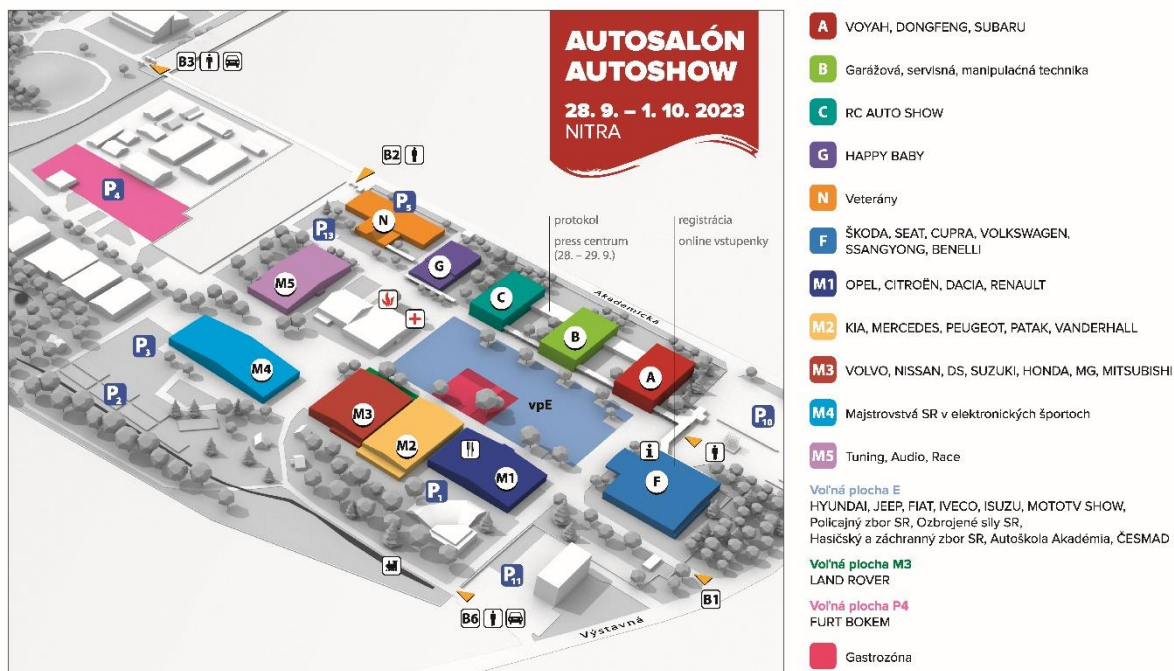 AUTOSALÓN
AUTOSHOW
28. 9. – 1. 10. 2023
NITRA
B3
B2
P4
P5
N
P13
G
M5
C
protokol
press centrum
(28. – 29. 9.)
registrácia
online vstupenky
Akademická
B
A
P3
M4
P2
M3
vpE
M2
P10
M1
i
F
P1
P11
B1
B6
Výstavná
A VOYAH, DONGFENG, SUBARU
B Garážová, servisná, manipulačná technika
C RC AUTO SHOW
G HAPPY BABY
N Veterány
F ŠKODA, SEAT, CUPRA, VOLKSWAGEN,
SSANGYONG, BENELLI
M1 OPEL, CITROËN, DACIA, RENAULT
M2 KIA, MERCEDES, PEUGEOT, PATAK, VANDERHALL
M3 VOLVO, NISSAN, DS, SUZUKI, HONDA, MG, MITSUBISHI
M4 Majstrovstvá SR v elektronických športoch
M5 Tuning, Audio, Race
Voľná plocha E
HYUNDAI, JEEP, FIAT, IVECO, ISUZU, MOTOTV SHOW,
Policajný zbor SR, Ozbrojené sily SR,
Hasičský a záchranný zbor SR, Autoškola Akadémia, ČESMAD
Voľná plocha M3
LAND ROVER
Voľná plocha P4
FURT BOKEM
Gastrozóna